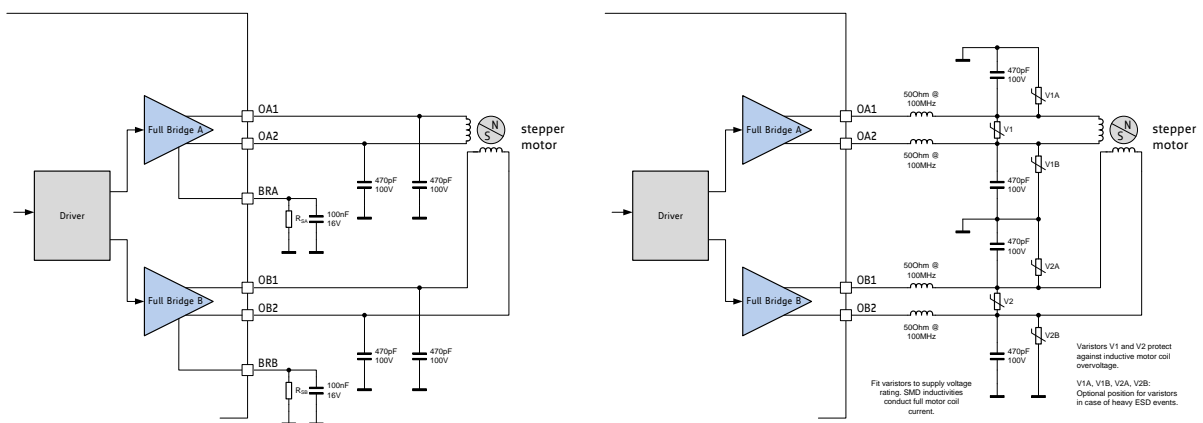 OA1
Full Bridge A
OA2
N
S
stepper
motor
470pF
100V
470pF
100V
BRA
RSA
100nF
16V
Driver
OB1
Full Bridge B
OB2
470pF
100V
470pF
100V
BRB
RSB
100nF
16V
470pF
100V
V1A
50Ohm @
100MHz
OA1
Full Bridge A
V1
OA2
N
S
stepper
motor
50Ohm @
100MHz
V1B
470pF
100V
Driver
470pF
100V
V2A
50Ohm @
100MHz
OB1
Full Bridge B
V2
OB2
50Ohm @
100MHz
V2B
470pF
100V
Fit varistors to supply voltage
rating. SMD inductivities
conduct full motor coil
current.
Varistors V1 and V2 protect
against inductive motor coil
overvoltage.
V1A, V1B, V2A, V2B:
Optional position for varistors
in case of heavy ESD events.